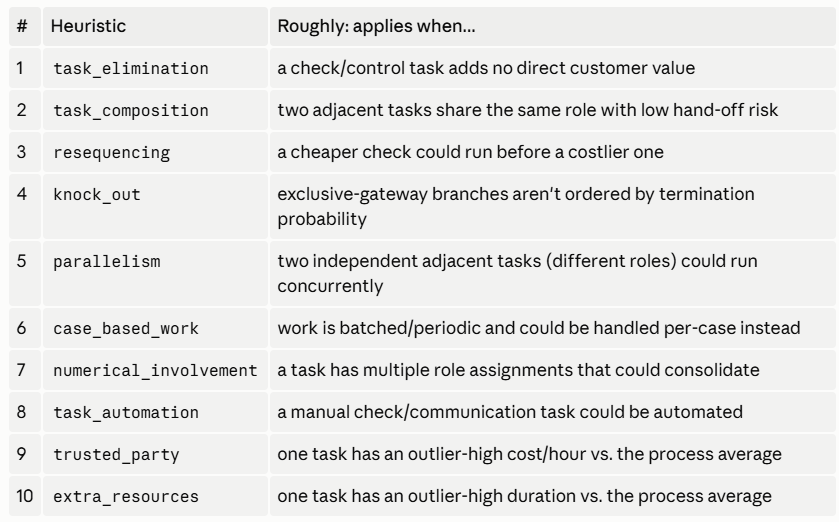 # Heuristic Roughly: applies when...
1 task_elimination a check/control task adds no direct customer value
2 task_composition two adjacent tasks share the same role with low hand-off risk
3 resequencing a cheaper check could run before a costlier one
4 knock_out exclusive-gateway branches aren't ordered by termination
probability
5 parallelism two independent adjacent tasks (different roles) could run
concurrently
6 case_based_work work is batched/periodic and could be handled per-case instead
7 numerical_involvement a task has multiple role assignments that could consolidate
8 task_automation a manual check/communication task could be automated
9 trusted_party one task has an outlier-high cost/hour vs. the process average
10 extra_resources one task has an outlier-high duration vs. the process average